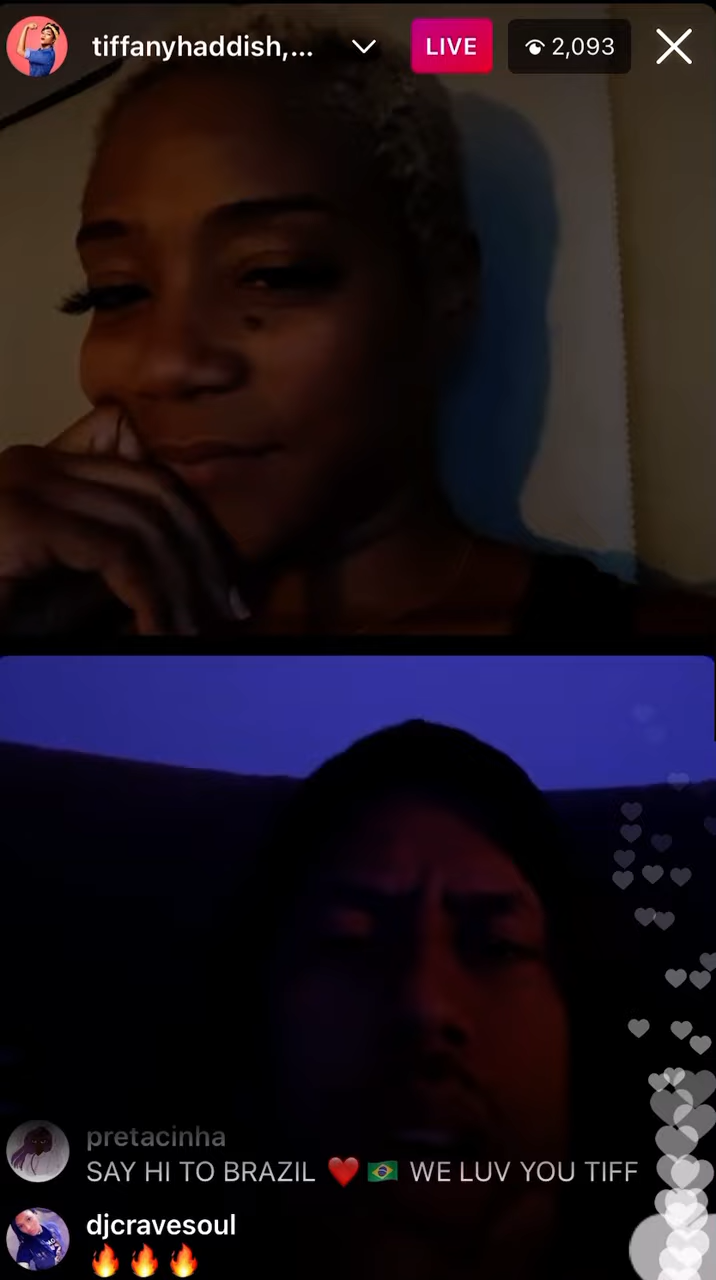 tiffanyhaddish,...
LIVE
2,093
pretacinha
SAY HI TO BRAZIL ❤️ 🇧🇷 WE LUV YOU TIFF
djcravesoul
🔥 🔥 🔥